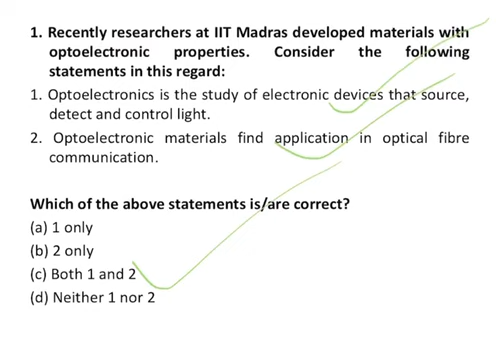 1. Recently researchers at IIT Madras developed materials with
optoelectronic properties. Consider the following
statements in this regard:
1. Optoelectronics is the study of electronic devices that source,
detect and control light.
2. Optoelectronic materials find application in optical fibre
communication.
Which of the above statements is/are correct?
(a) 1 only
(b) 2 only
(c) Both 1 and 2
(d) Neither 1 nor 2